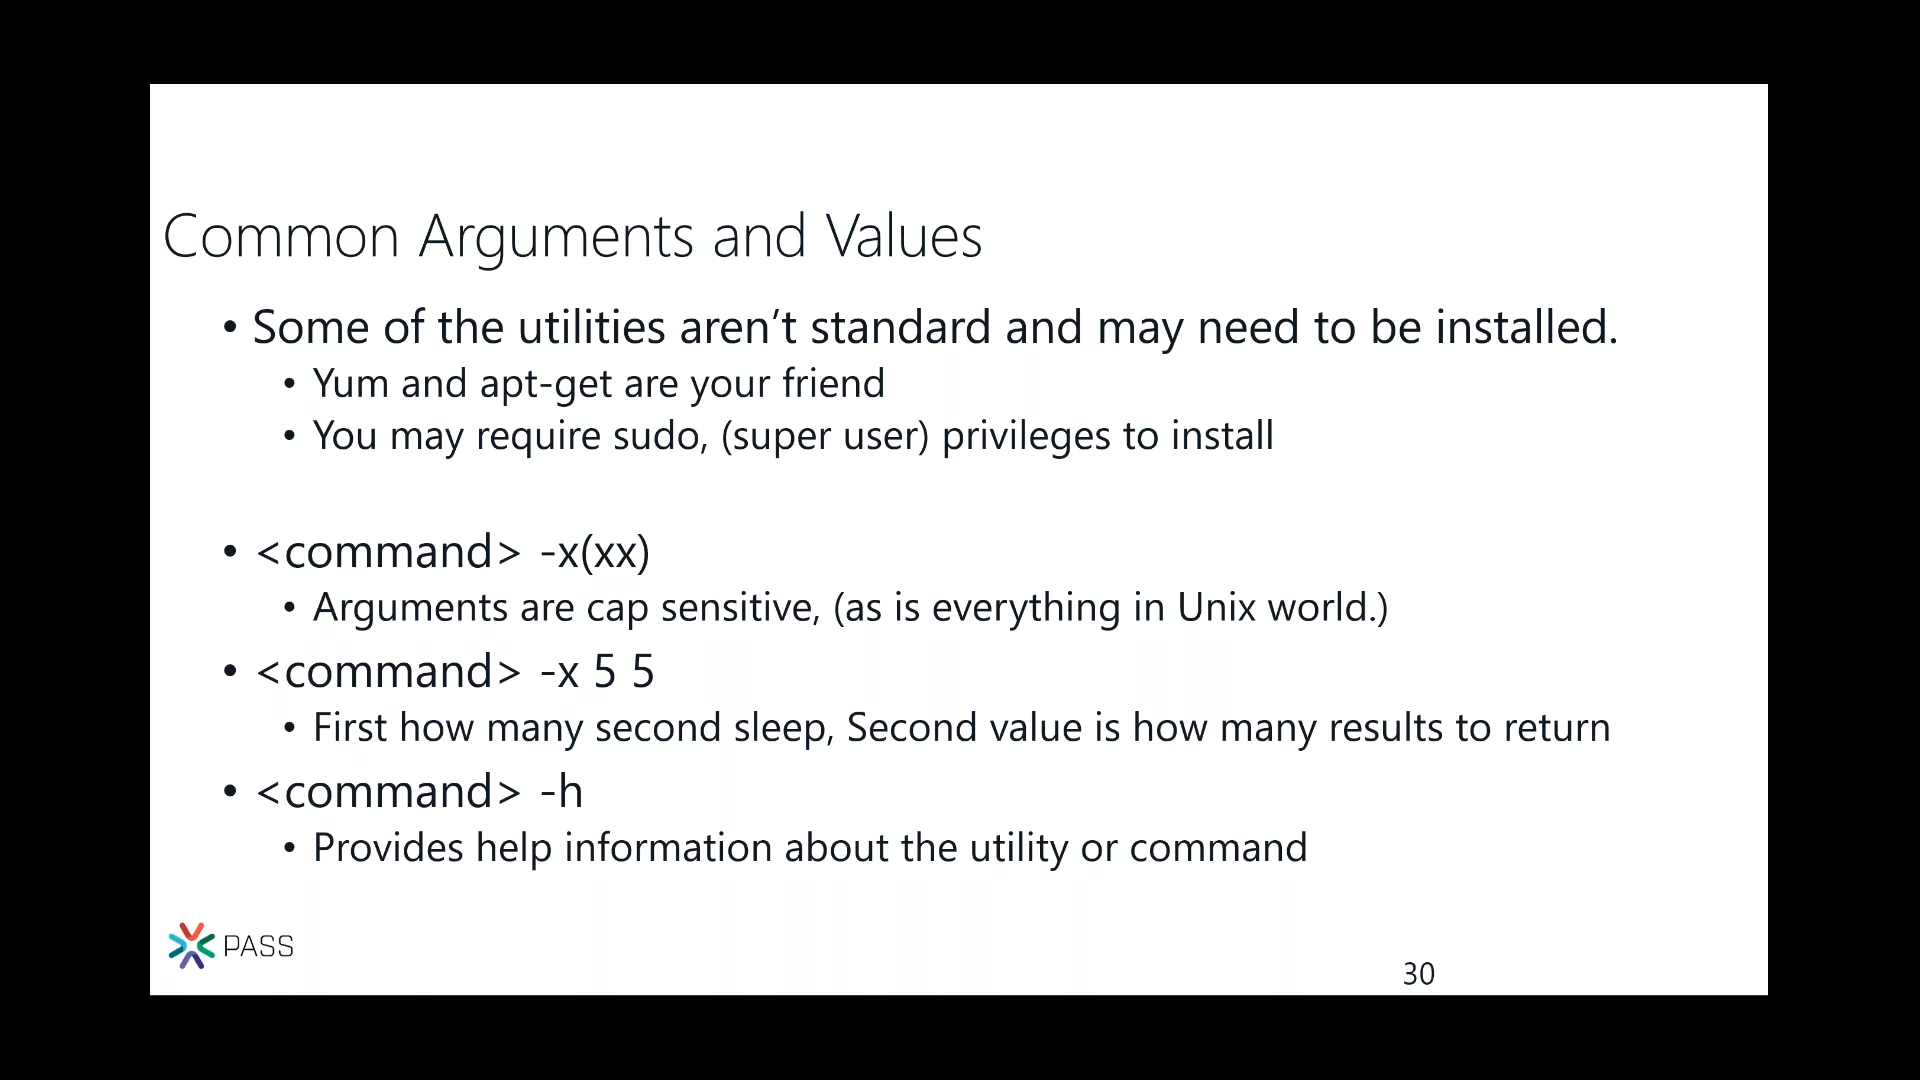 Common Arguments and Values
• Some of the utilities aren’t standard and may need to be installed.
• Yum and apt-get are your friend
• You may require sudo, (super user) privileges to install
• <command> -x(xx)
• Arguments are cap sensitive, (as is everything in Unix world.)
• <command> -x 5 5
• First how many second sleep, Second value is how many results to return
• <command> -h
• Provides help information about the utility or command
PASS
30